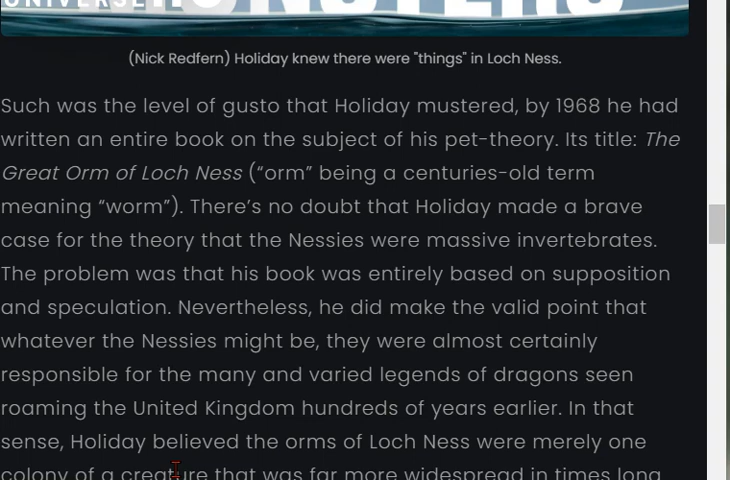 UNIVERSE
MONSTERS
(Nick Redfern) Holiday knew there were "things" in Loch Ness.
Such was the level of gusto that Holiday mustered, by 1968 he had
written an entire book on the subject of his pet-theory. Its title: The
Great Orm of Loch Ness (“orm” being a centuries-old term
meaning “worm”). There’s no doubt that Holiday made a brave
case for the theory that the Nessies were massive invertebrates.
The problem was that his book was entirely based on supposition
and speculation. Nevertheless, he did make the valid point that
whatever the Nessies might be, they were almost certainly
responsible for the many and varied legends of dragons seen
roaming the United Kingdom hundreds of years earlier. In that
sense, Holiday believed the orms of Loch Ness were merely one
colony of a creature that was far more widespread in times long